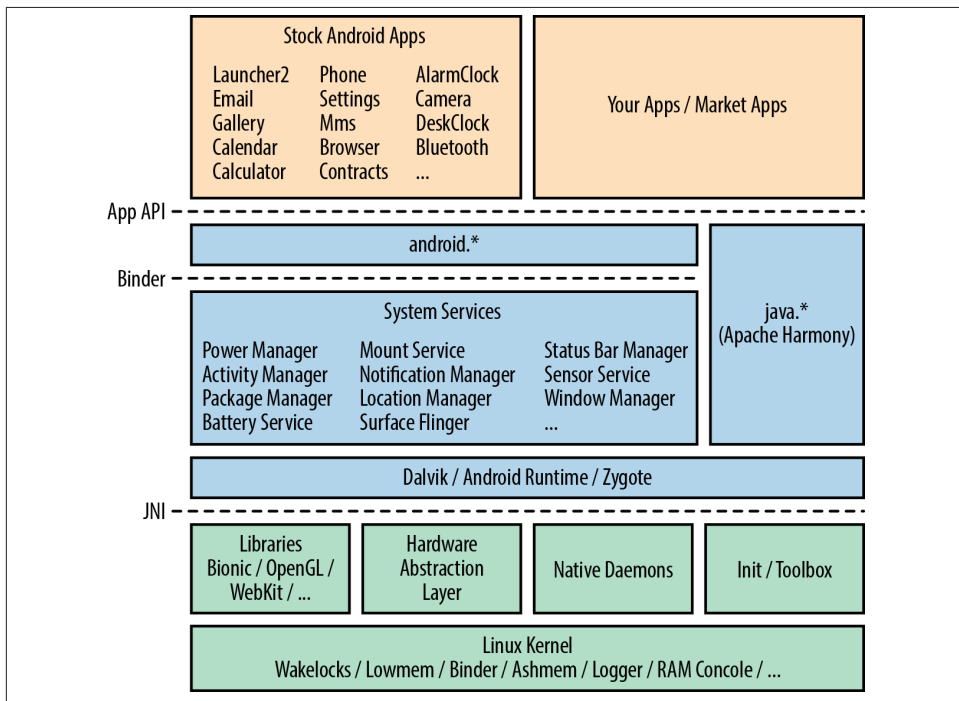 Stock Android Apps
Launcher2 Phone AlarmClock
Email Settings Camera
Gallery Mms DeskClock
Calendar Browser Bluetooth
Calculator Contracts ...
Your Apps / Market Apps
App API
android.*
Binder
System Services
Power Manager Mount Service Status Bar Manager
Activity Manager Notification Manager Sensor Service
Package Manager Location Manager Window Manager
Battery Service Surface Flinger ...
java.*
(Apache Harmony)
Dalvik / Android Runtime / Zygote
JNI
Libraries
Bionic / OpenGL /
WebKit / ...
Hardware
Abstraction
Layer
Native Daemons
Init / Toolbox
Linux Kernel
Wakelocks / Lowmem / Binder / Ashmem / Logger / RAM Concole / ...